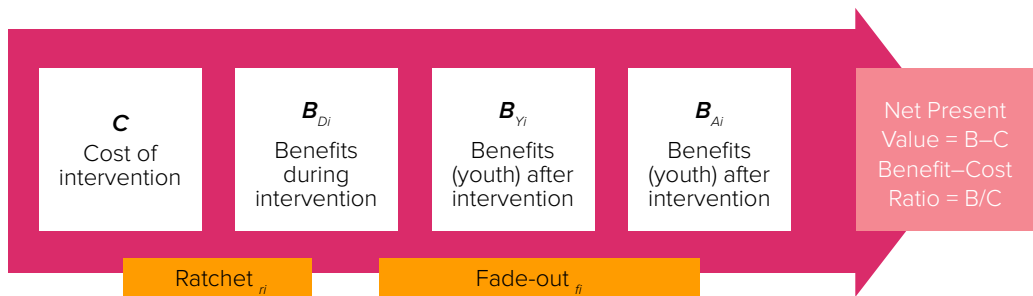 C
Cost of
intervention
B Di
Benefits
during
intervention
B Yi
Benefits
(youth) after
intervention
B Ai
Benefits
(youth) after
intervention
Net Present
Value = B–C
Benefit–Cost
Ratio = B/C
Ratchet ri
Fade-out fi